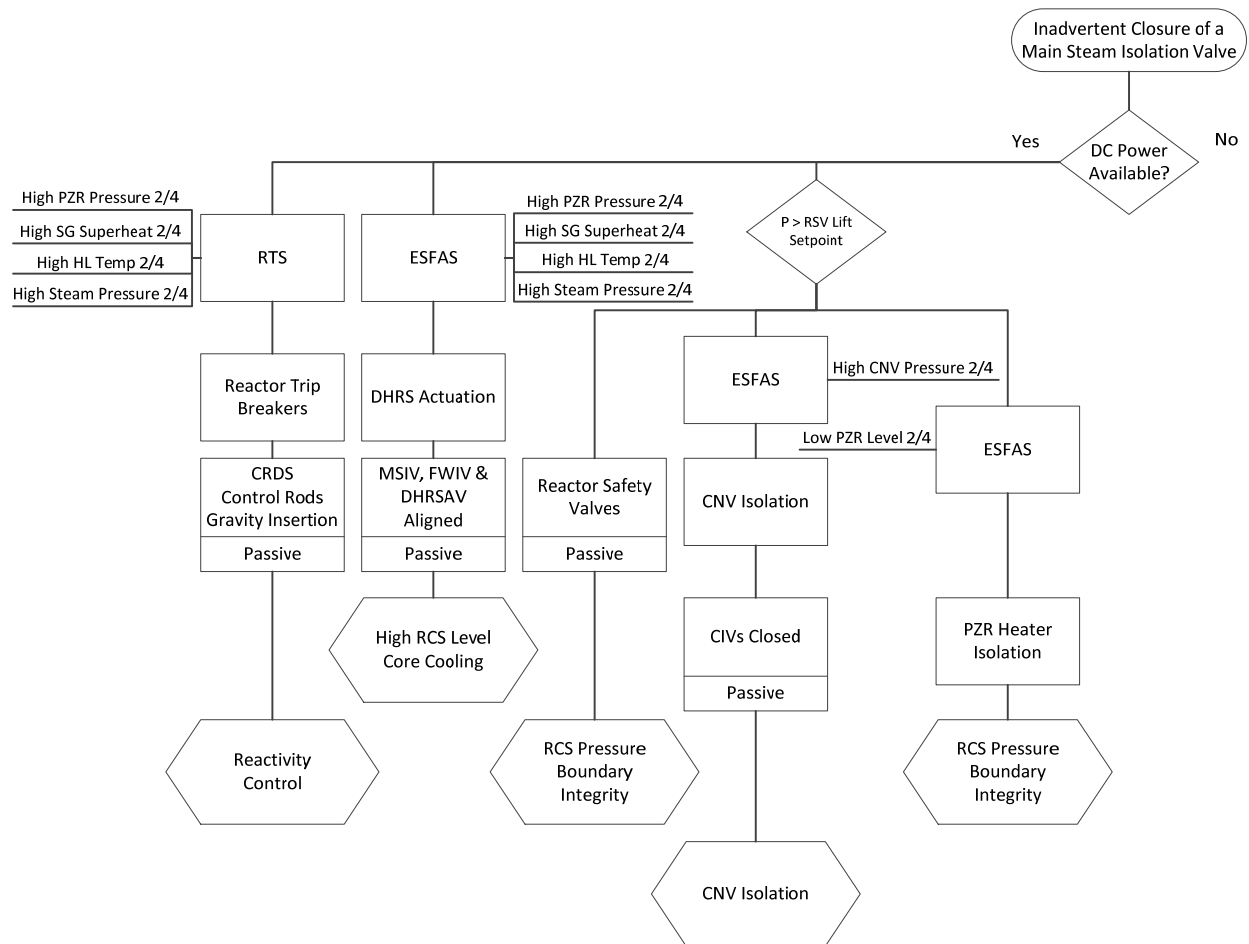 Inadvertent Closure of a
Main Steam Isolation Valve
Yes
No
DC Power
Available?
High PZR Pressure 2/4
High SG Superheat 2/4
High HL Temp 2/4
High Steam Pressure 2/4
RTS
ESFAS
High PZR Pressure 2/4
High SG Superheat 2/4
High HL Temp 2/4
High Steam Pressure 2/4
P > RSV Lift
Setpoint
Reactor Trip
Breakers
DHRS Actuation
ESFAS
High CNV Pressure 2/4
Low PZR Level 2/4
ESFAS
CRDS
Control Rods
Gravity Insertion
Passive
MSIV, FWIV &
DHRSAV
Aligned
Passive
Reactor Safety
Valves
Passive
CNV Isolation
High RCS Level
Core Cooling
CIVs Closed
Passive
PZR Heater
Isolation
Reactivity
Control
RCS Pressure
Boundary
Integrity
RCS Pressure
Boundary
Integrity
CNV Isolation